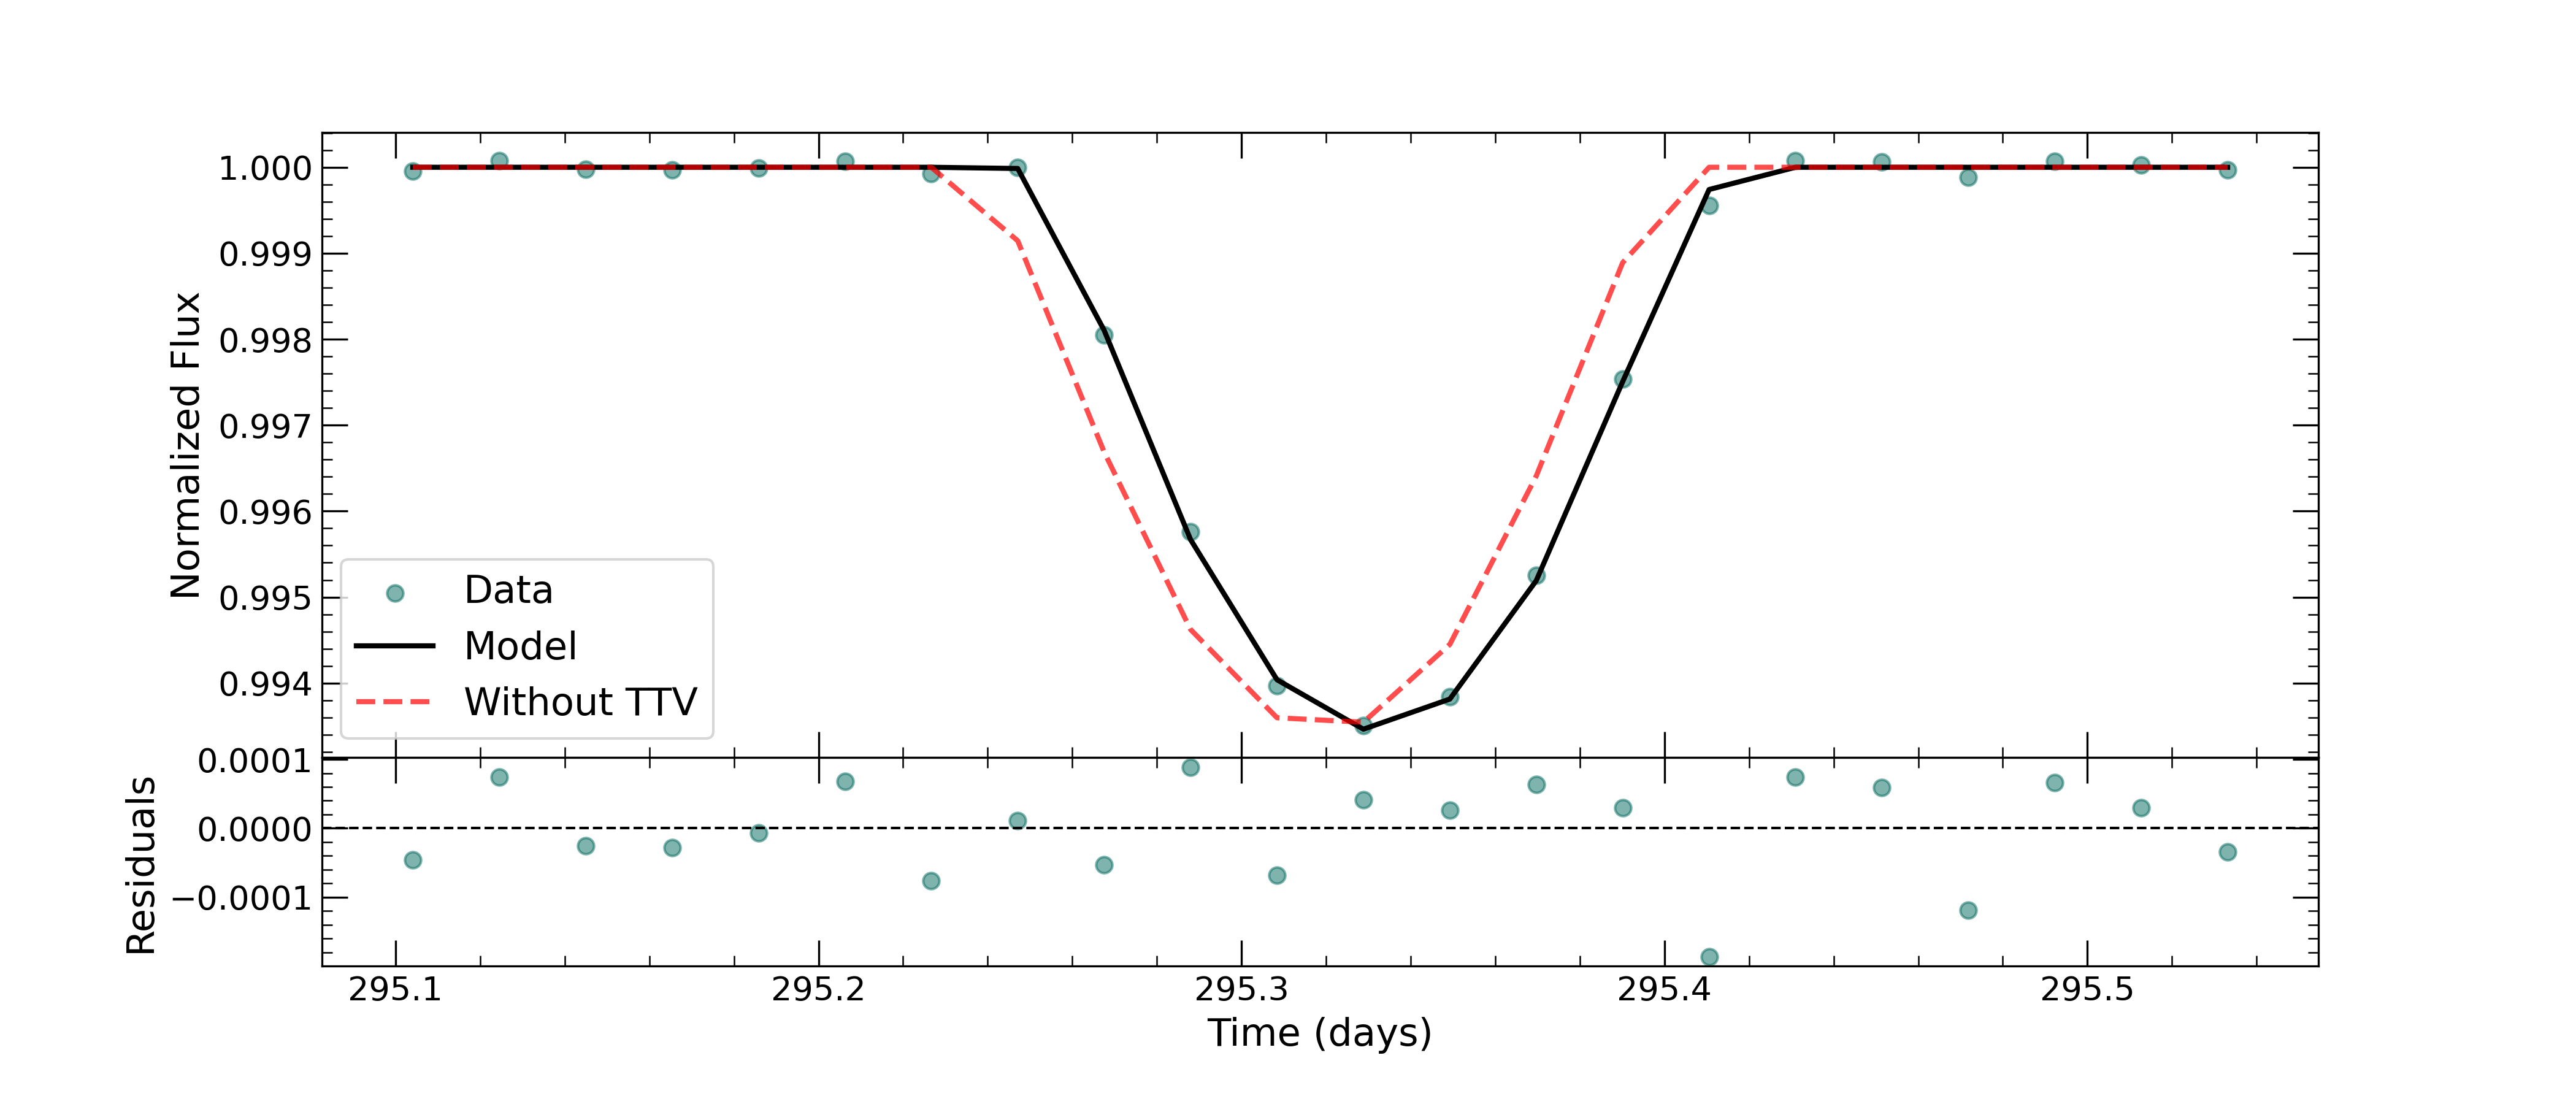 Normalized Flux
1.000
0.999
0.998
0.997
0.996
0.995
0.994
Data
Model
Without TTV
Residuals
0.0001
0.0000
−0.0001
295.1 295.2 295.3 295.4 295.5
Time (days)